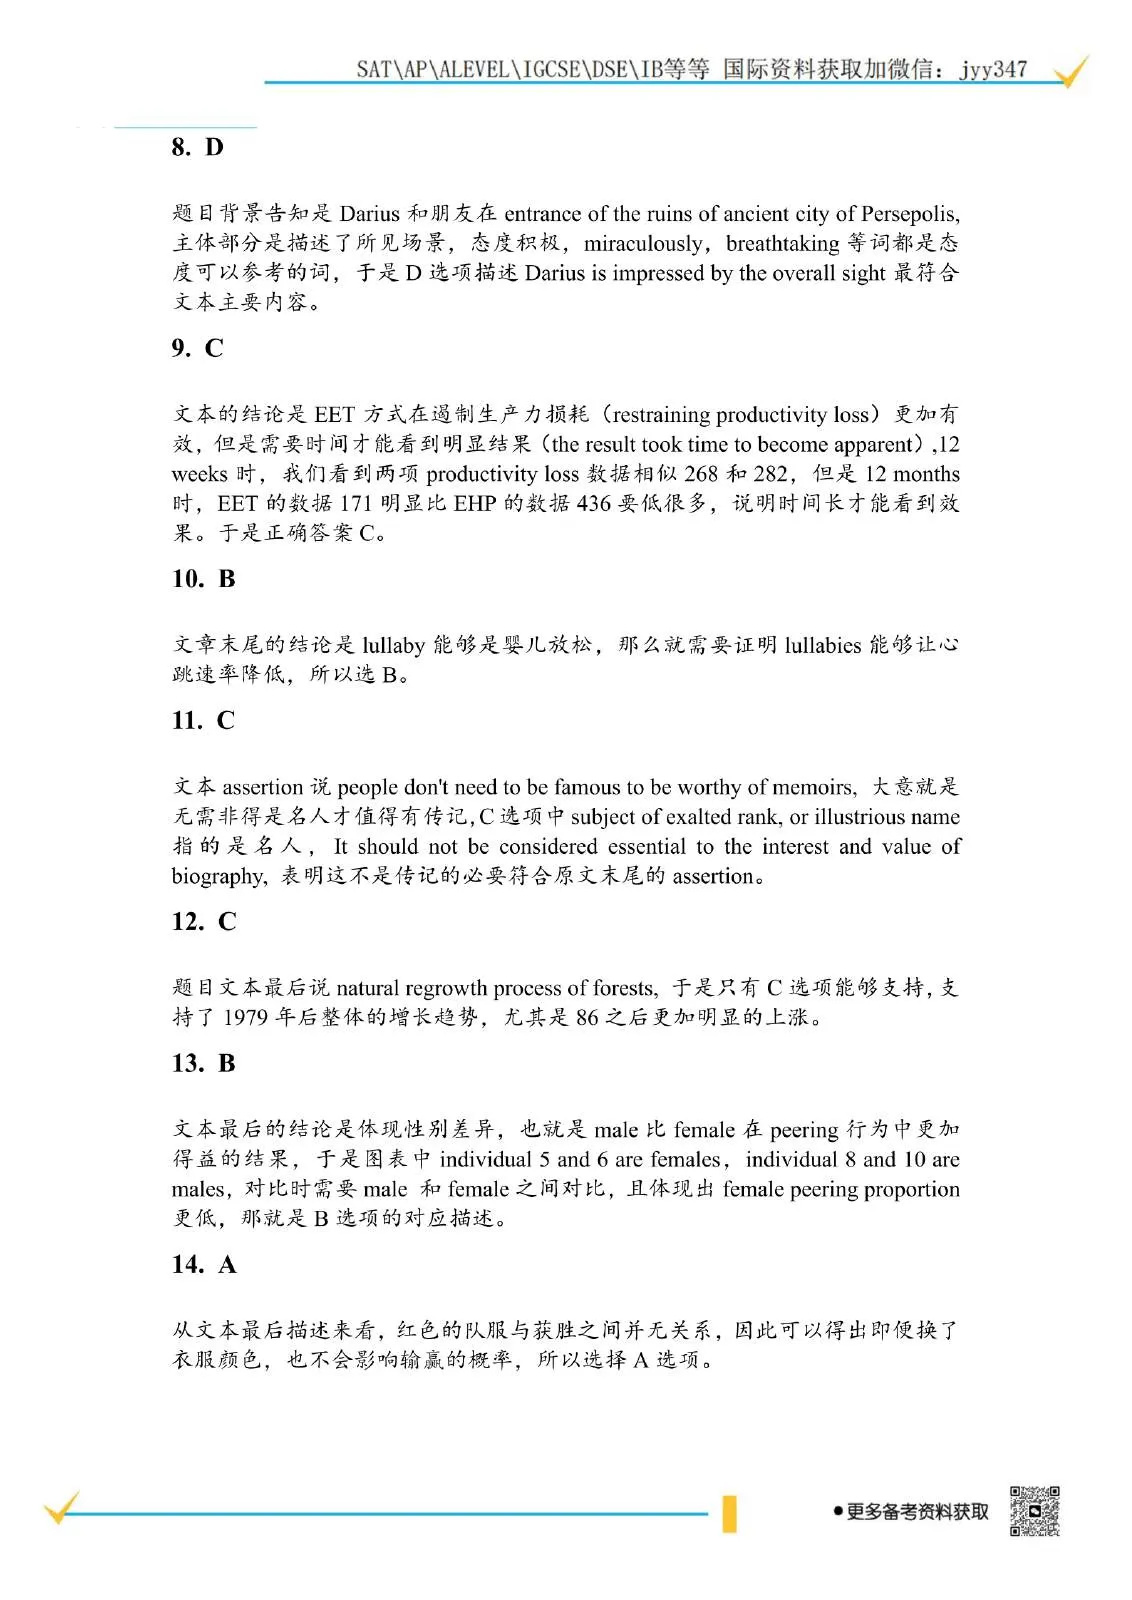 SAT\AP\ALEVEL\IGCSE\DSE\IB等等 国际资料获取加微信：jyy347
8. D
题目背景告知是 Darius 和朋友在 entrance of the ruins of ancient city of Persepolis,
主体部分是描述了所见场景，态度积极，miraculously，breathtaking 等词都是态
度可以参考的词，于是 D 选项描述 Darius is impressed by the overall sight 最符合
文本主要内容。
9. C
文本的结论是 EET 方式在遏制生产力损耗（restraining productivity loss）更加有
效，但是需要时间才能看到明显结果（the result took time to become apparent）,12
weeks 时，我们看到两项 productivity loss 数据相似 268 和 282，但是 12 months
时，EET 的数据 171 明显比 EHP 的数据 436 要低很多，说明时间长才能看到效
果。于是正确答案 C。
10. B
文章末尾的结论是 lullaby 能够是婴儿放松，那么就需要证明 lullabies 能够让心
跳速率降低，所以选 B。
11. C
文本 assertion 说 people don't need to be famous to be worthy of memoirs, 大意就是
无需非得是名人才值得有传记,C 选项中 subject of exalted rank, or illustrious name
指的是名人，It should not be considered essential to the interest and value of
biography, 表明这不是传记的必要符合原文末尾的 assertion。
12. C
题目文本最后说 natural regrowth process of forests, 于是只有 C 选项能够支持,支
持了 1979 年后整体的增长趋势，尤其是 86 之后更加明显的上涨。
13. B
文本最后的结论是体现性别差异，也就是 male 比 female 在 peering 行为中更加
得益的结果，于是图表中 individual 5 and 6 are females，individual 8 and 10 are
males，对比时需要 male 和 female 之间对比，且体现出 female peering proportion
更低，那就是 B 选项的对应描述。
14. A
从文本最后描述来看，红色的队服与获胜之间并无关系，因此可以得出即便换了
衣服颜色，也不会影响输赢的概率，所以选择 A 选项。
●更多备考资料获取